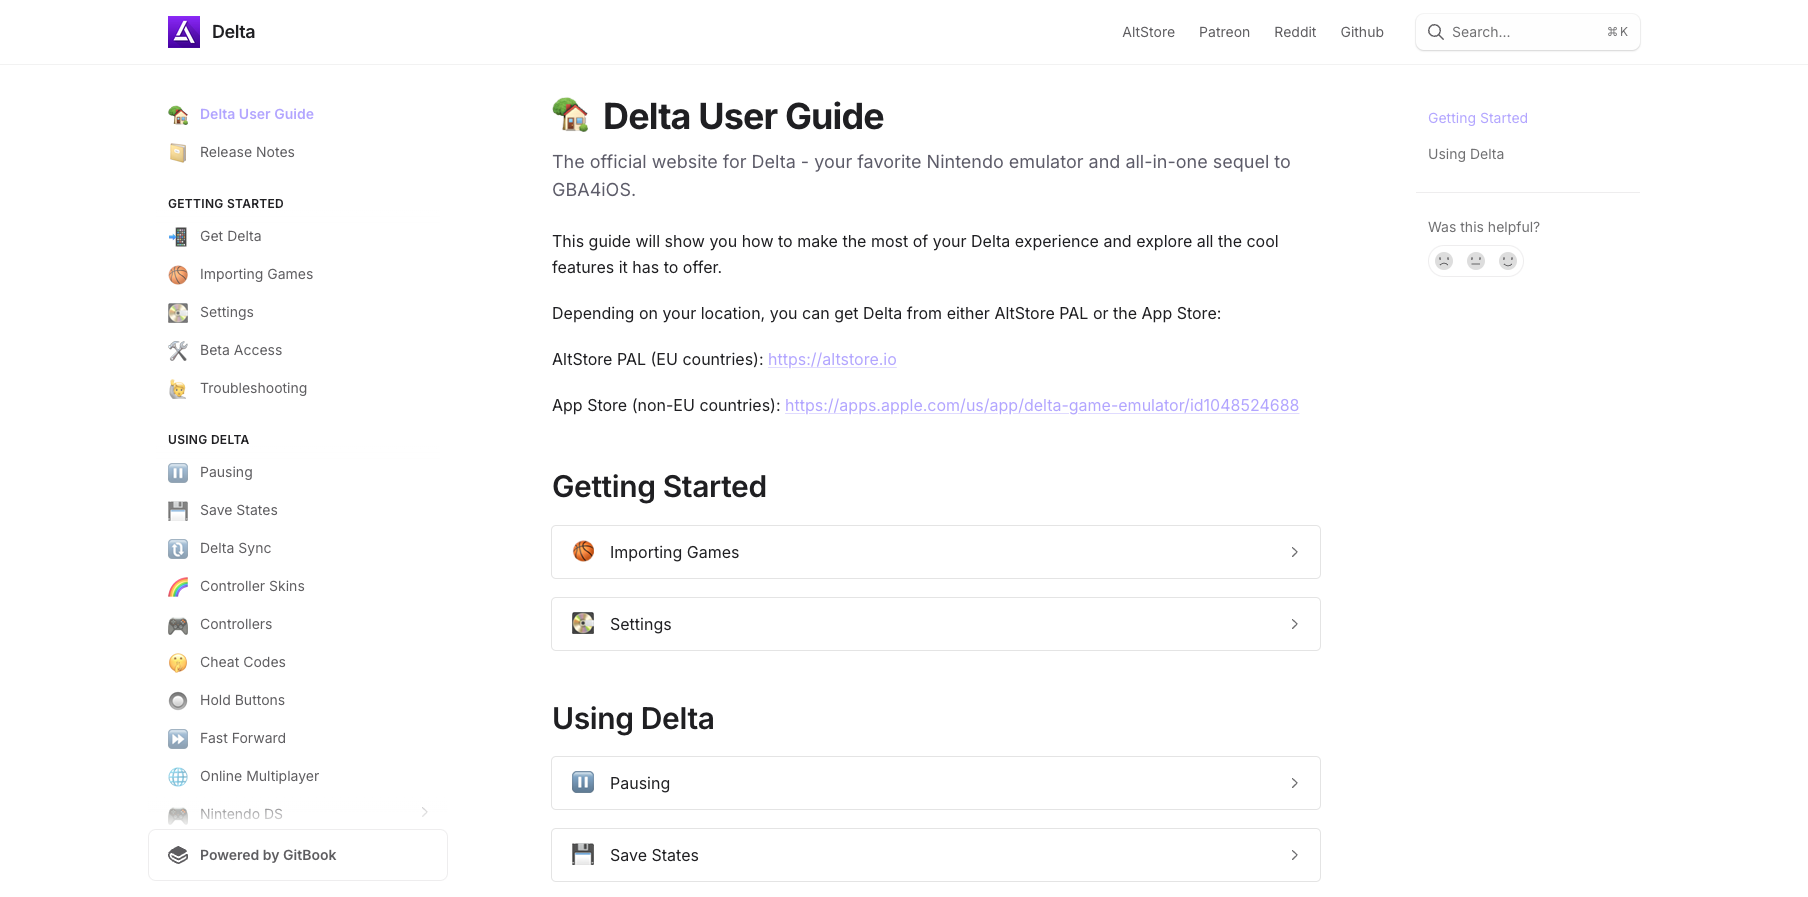 Delta
AltStore
Patreon
Reddit
Github
Search...
⌘K
Delta User Guide
Release Notes
GETTING STARTED
Get Delta
Importing Games
Settings
Beta Access
Troubleshooting
USING DELTA
Pausing
Save States
Delta Sync
Controller Skins
Controllers
Cheat Codes
Hold Buttons
Fast Forward
Online Multiplayer
Nintendo DS
Powered by GitBook
Delta User Guide
The official website for Delta - your favorite Nintendo emulator and all-in-one sequel to
GBA4iOS.
This guide will show you how to make the most of your Delta experience and explore all the cool
features it has to offer.
Depending on your location, you can get Delta from either AltStore PAL or the App Store:
AltStore PAL (EU countries): https://altstore.io
App Store (non-EU countries): https://apps.apple.com/us/app/delta-game-emulator/id1048524688
Getting Started
Importing Games
Settings
Using Delta
Pausing
Save States
Getting Started
Using Delta
Was this helpful?